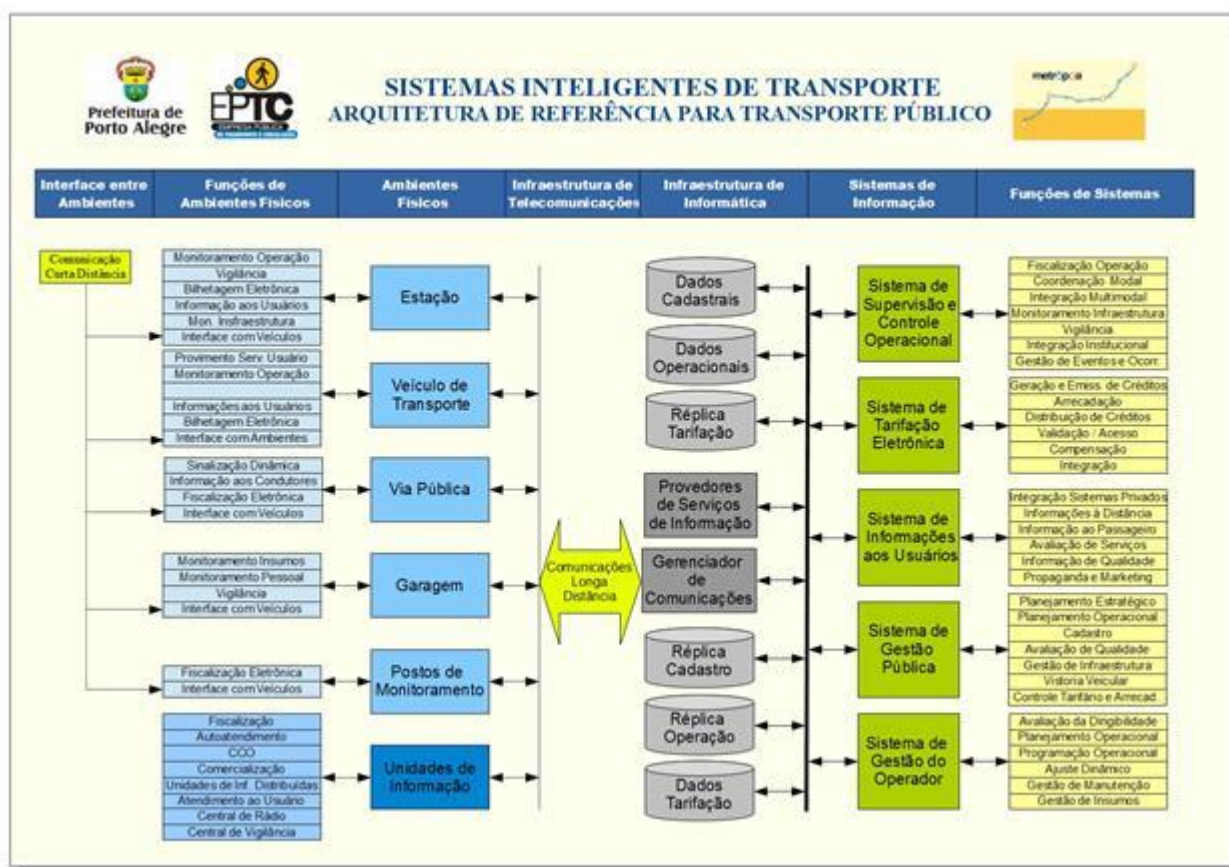 Prefeitura de
Porto Alegre
EPTC
EMPRESA PÚBLICA
DE TRANSPORTE E CIRCULAÇÃO
SISTEMAS INTELIGENTES DE TRANSPORTE
ARQUITETURA DE REFERÊNCIA PARA TRANSPORTE PÚBLICO
Interface entre
Ambientes
Funções de
Ambientes Físicos
Ambientes
Físicos
Infraestrutura de
Telecomunicações
Infraestrutura de
Informática
Sistemas de
Informação
Funções de Sistemas
Comunicação
Curta Distância
Monitoramento Operação
Vigilância
Bilhetagem Eletrônica
Informação aos Usuários
Mon. Insfraestrutura
Interface com Veículos
Provimento Serv. Usuário
Monitoramento Operação
Informações aos Usuários
Bilhetagem Eletrônica
Interface com Ambientes
Sinalização Dinâmica
Informação aos Condutores
Fiscalização Eletrônica
Interface com Veículos
Monitoramento Insumos
Monitoramento Pessoal
Vigilância
Interface com Veículos
Fiscalização Eletrônica
Interface com Veículos
Fiscalização
Autoatendimento
CCO
Comercialização
Unidades de Inf. Distribuídas
Atendimento ao Usuário
Central de Rádio
Central de Vigilância
Estação
Veículo de
Transporte
Via Pública
Garagem
Postos de
Monitoramento
Unidades de
Informação
Comunicações
Longa
Distância
Dados
Cadastrais
Dados
Operacionais
Réplica
Tarifação
Provedores
de Serviços
de Informação
Gerenciador
de
Comunicações
Réplica
Cadastro
Réplica
Operação
Dados
Tarifação
Sistema de
Supervisão e
Controle
Operacional
Sistema de
Tarifação
Eletrônica
Sistema de
Informações
aos Usuários
Sistema de
Gestão
Pública
Sistema de
Gestão do
Operador
Fiscalização Operação
Coordenação Modal
Integração Multimodal
Monitoramento Infraestrutura
Vigilância
Integração Institucional
Gestão de Eventos e Ocorr.
Geração e Emiss. de Créditos
Arrecadação
Distribuição de Créditos
Validação / Acesso
Compensação
Integração
Integração Sistemas Privados
Informações à Distância
Informação ao Passageiro
Avaliação de Serviços
Informação de Qualidade
Propaganda e Marketing
Planejamento Estratégico
Planejamento Operacional
Cadastro
Avaliação de Qualidade
Gestão de Infraestrutura
Vistoria Veicular
Controle Tarifário e Arrecad.
Avaliação da Dirigibilidade
Planejamento Operacional
Programação Operacional
Ajuste Dinâmico
Gestão de Manutenção
Gestão de Insumos